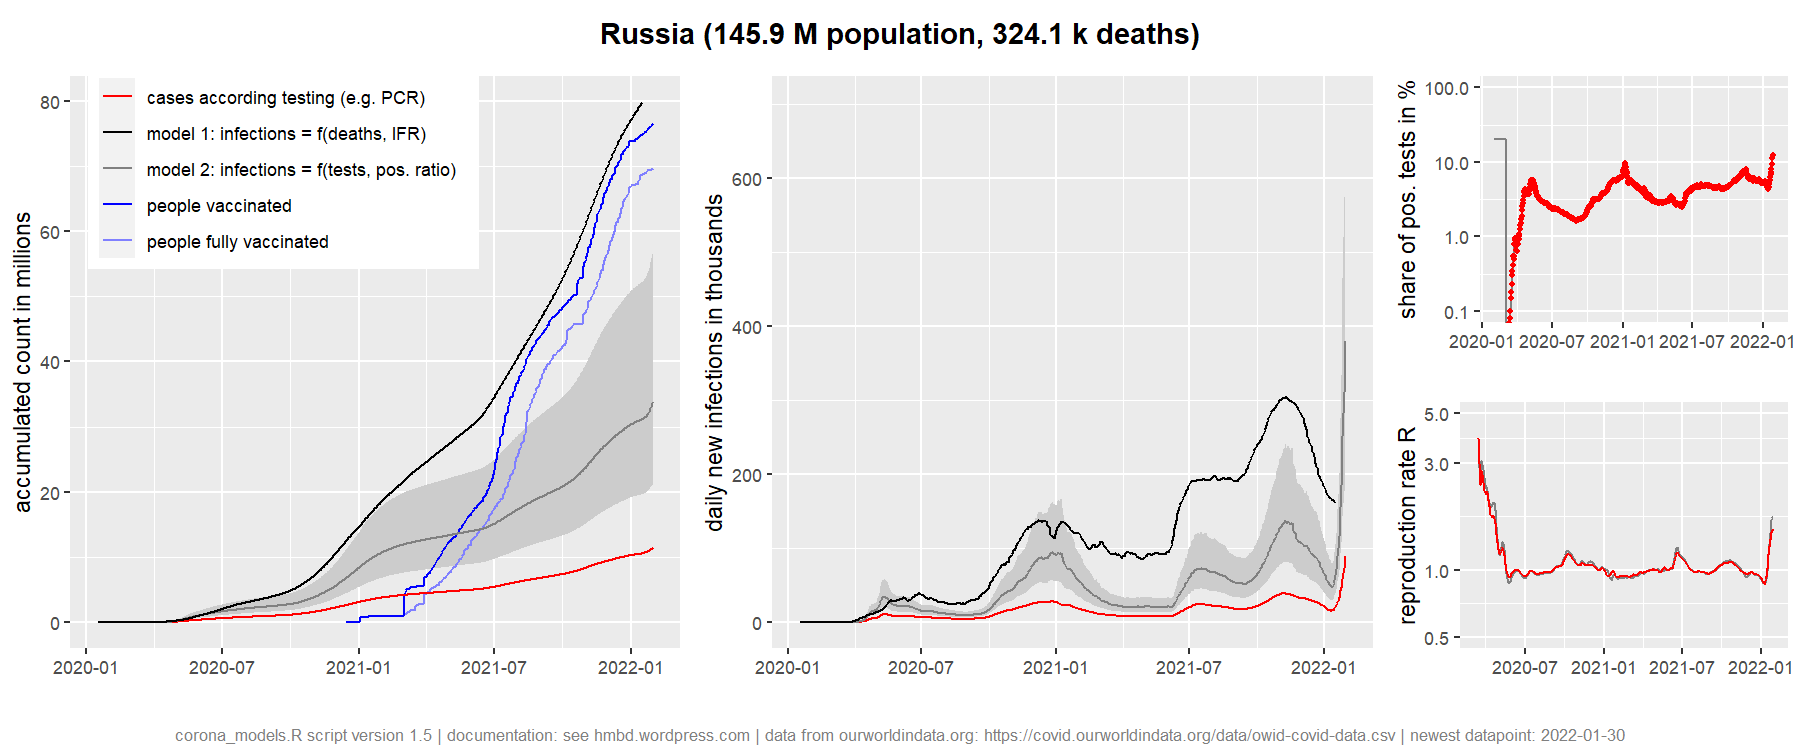 Russia (145.9 M population, 324.1 k deaths)
accumulated count in millions
80
60
40
20
0
cases according testing (e.g. PCR)
model 1: infections = f(deaths, IFR)
model 2: infections = f(tests, pos. ratio)
people vaccinated
people fully vaccinated
2020-01 2020-07 2021-01 2021-07 2022-01
daily new infections in thousands
600
400
200
0
2020-01 2020-07 2021-01 2021-07 2022-01
share of pos. tests in %
100.0
10.0
1.0
0.1
2020-01 2020-07 2021-01 2021-07 2022-01
reproduction rate R
5.0
3.0
1.0
0.5
2020-07 2021-01 2021-07 2022-01
corona_models.R script version 1.5 | documentation: see hmbd.wordpress.com | data from ourworldindata.org: https://covid.ourworldindata.org/data/owid-covid-data.csv | newest datapoint: 2022-01-30